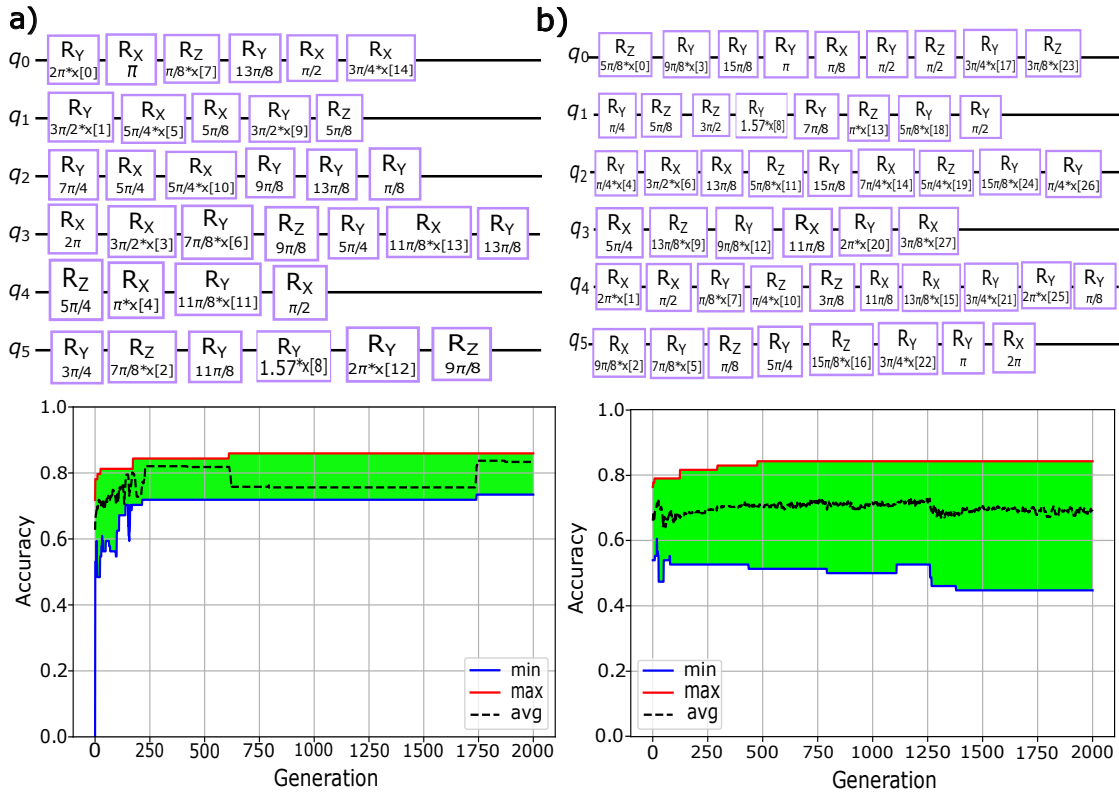 a)
q0 RY 2π*x[0] RX π RZ π/8*x[7] RY 13π/8 RX π/2 RX 3π/4*x[14]
q1 RY 3π/2*x[1] RX 5π/4*x[5] RX 5π/8 RY 3π/2*x[9] RZ 5π/8
q2 RY 7π/4 RX 5π/4 RX 5π/4*x[10] RY 9π/8 RY 13π/8 RY π/8
q3 RX 2π RX 3π/2*x[3] RY 7π/8*x[6] RZ 9π/8 RY 5π/4 RX 11π/8*x[13] RY 13π/8
q4 RZ 5π/4 RX π*x[4] RY 11π/8*x[11] RX π/2
q5 RY 3π/4 RZ 7π/8*x[2] RY 11π/8 RY 1.57*x[8] RY 2π*x[12] RZ 9π/8
Accuracy
1.0
0.8
0.6
0.4
0.2
0.0
min
max
avg
0 250 500 750 1000 1250 1500 1750 2000
Generation
b)
q0 RZ 5π/8*x[0] RY 9π/8*x[3] RY 15π/8 RY π RX π/8 RY π/2 RZ π/2 RY 3π/4*x[17] RZ 3π/8*x[23]
q1 RY π/4 RZ 5π/8 RZ 3π/2 RY 1.57*x[8] RY 7π/8 RZ π*x[13] RY 5π/8*x[18] RY π/2
q2 RY π/4*x[4] RX 3π/2*x[6] RX 13π/8 RZ 5π/8*x[11] RY 15π/8 RX 7π/4*x[14] RZ 5π/4*x[19] RY 15π/8*x[24] RY π/4*x[26]
q3 RX 5π/4 RZ 13π/8*x[9] RY 9π/8*x[12] RX 11π/8 RY 2π*x[20] RX 3π/8*x[27]
q4 RX 2π*x[1] RX π/2 RY π/8*x[7] RZ π/4*x[10] RZ 3π/8 RX 11π/8 RX 13π/8*x[15] RY 3π/4*x[21] RY 2π*x[25] RY π/8
q5 RX 9π/8*x[2] RY 7π/8*x[5] RZ π/8 RY 5π/4 RZ 15π/8*x[16] RY 3π/4*x[22] RY π RX 2π
Accuracy
1.0
0.8
0.6
0.4
0.2
0.0
min
max
avg
0 250 500 750 1000 1250 1500 1750 2000
Generation